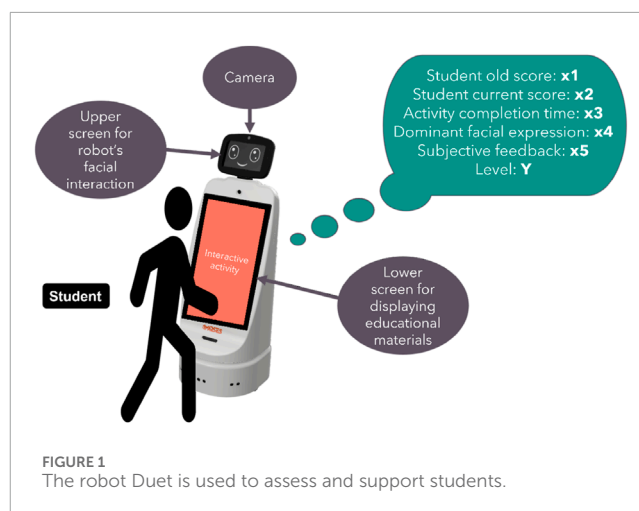 Camera
Upper
screen for
robot's
facial
interaction
Student old score: x1
Student current score: x2
Activity completion time: x3
Dominant facial expression: x4
Subjective feedback: x5
Level: Y
Interactive
activity
Student
Lower
screen for
displaying
educational
materials
FIGURE 1
The robot Duet is used to assess and support students.